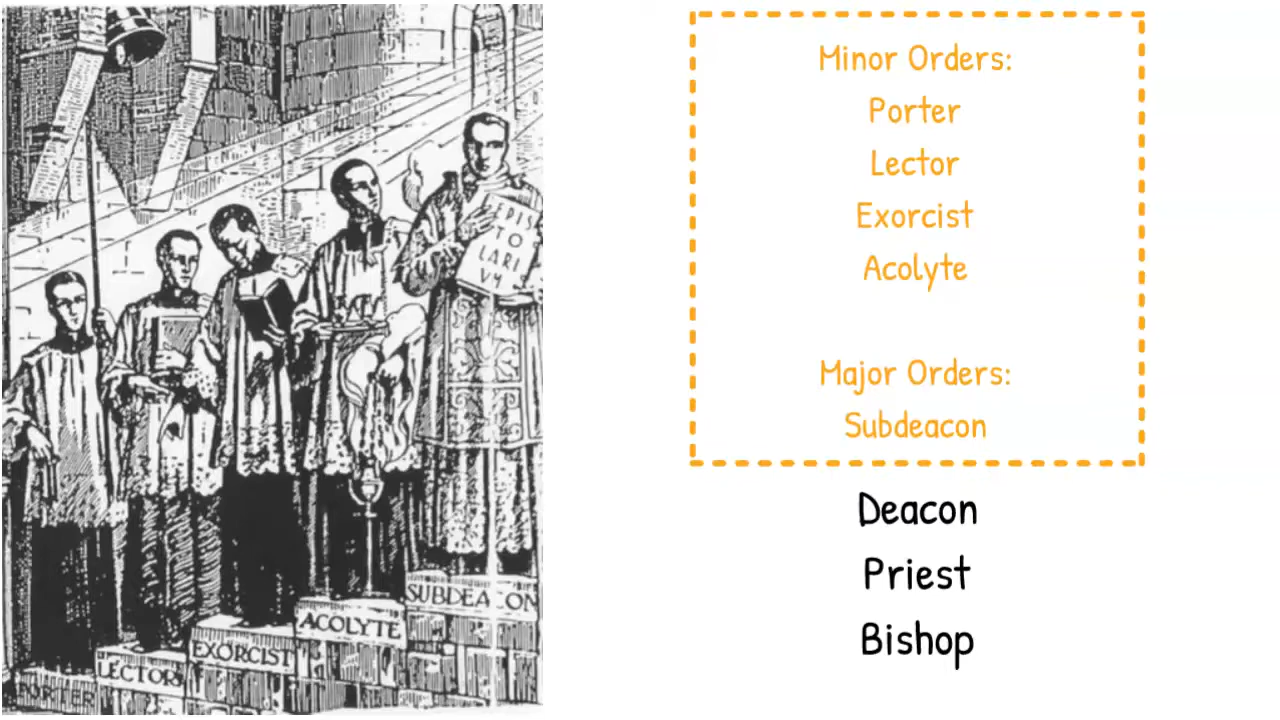 EPIS
TO
LARI
VM
PORTER
LECTOR
EXORCIST
ACOLYTE
SUBDEACON
Minor Orders:
Porter
Lector
Exorcist
Acolyte
Major Orders:
Subdeacon
Deacon
Priest
Bishop